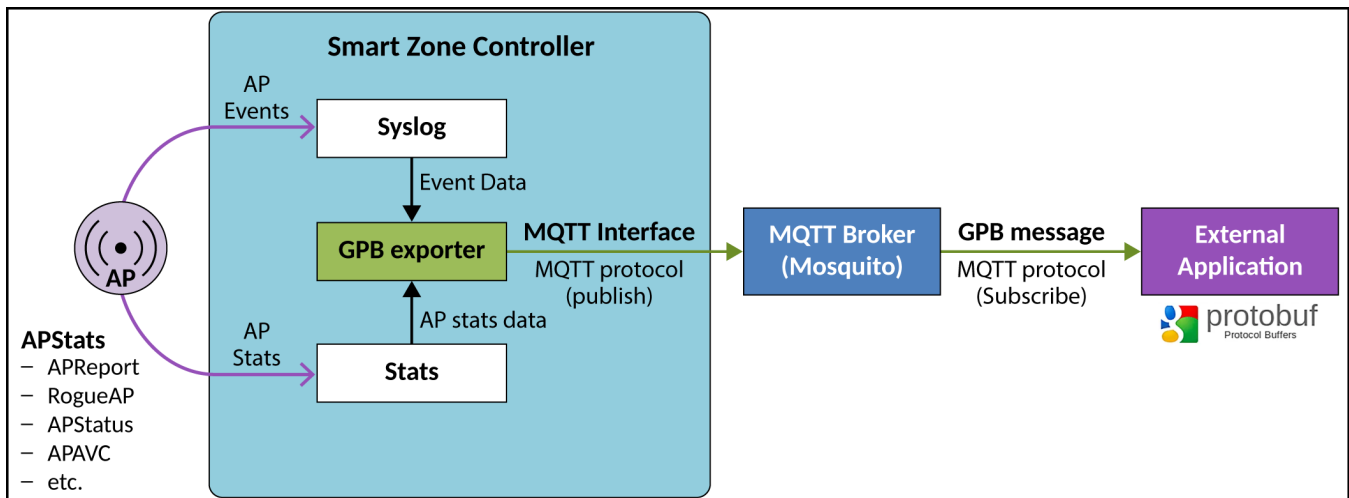 Smart Zone Controller
AP
Events
Syslog
Event Data
GPB exporter
MQTT Interface
MQTT protocol
(publish)
MQTT Broker
(Mosquito)
GPB message
MQTT protocol
(Subscribe)
External
Application
protobuf
Protocol Buffers
AP
AP stats data
AP
Stats
Stats
APStats
– APReport
– RogueAP
– APStatus
– APAVC
– etc.